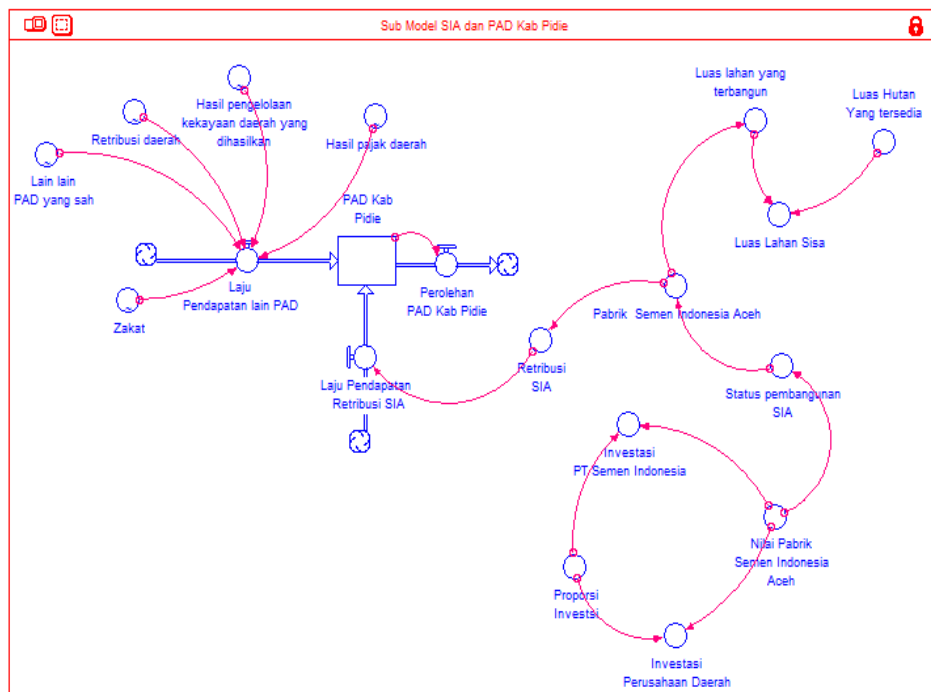 Sub Model SIA dan PAD Kab Pidie
Hasil pengelolaan
kekayaan daerah yang
dihasilkan
Retribusi daerah
Hasil pajak daerah
Lain lain
PAD yang sah
PAD Kab
Pidie
Laju
Pendapatan lain PAD
Perolehan
PAD Kab Pidie
Zakat
Laju Pendapatan
Retribusi SIA
Retribusi
SIA
Luas lahan yang
terbangun
Luas Hutan
Yang tersedia
Luas Lahan Sisa
Pabrik Semen Indonesia Aceh
Status pembangunan
SIA
Investasi
PT Semen Indonesia
Nilai Pabrik
Semen Indonesia
Aceh
Proporsi
Investsi
Investasi
Perusahaan Daerah